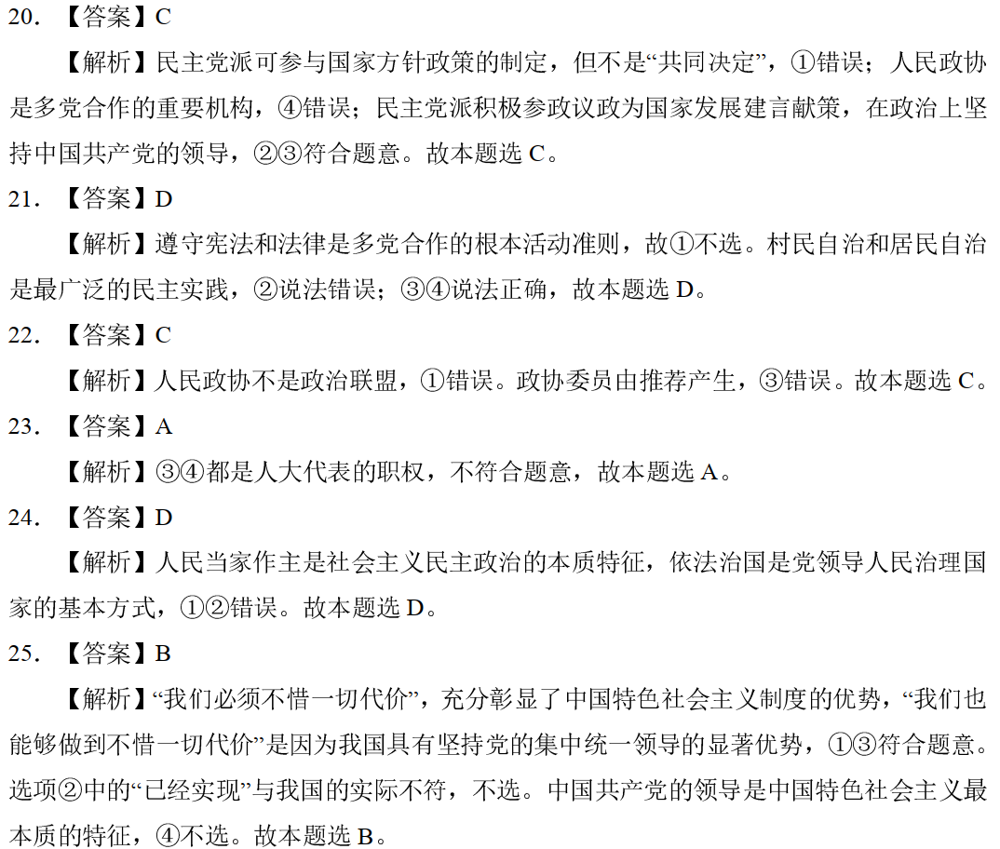 20．【答案】C
【解析】民主党派可参与国家方针政策的制定，但不是“共同决定”，①错误；人民政协
是多党合作的重要机构，④错误；民主党派积极参政议政为国家发展建言献策，在政治上坚
持中国共产党的领导，②③符合题意。故本题选 C。
21．【答案】D
【解析】遵守宪法和法律是多党合作的根本活动准则，故①不选。村民自治和居民自治
是最广泛的民主实践，②说法错误；③④说法正确，故本题选 D。
22．【答案】C
【解析】人民政协不是政治联盟，①错误。政协委员由推荐产生，③错误。故本题选 C。
23．【答案】A
【解析】③④都是人大代表的职权，不符合题意，故本题选 A。
24．【答案】D
【解析】人民当家作主是社会主义民主政治的本质特征，依法治国是党领导人民治理国
家的基本方式，①②错误。故本题选 D。
25．【答案】B
【解析】“我们必须不惜一切代价”，充分彰显了中国特色社会主义制度的优势，“我们也
能够做到不惜一切代价”是因为我国具有坚持党的集中统一领导的显著优势，①③符合题意。
选项②中的“已经实现”与我国的实际不符，不选。中国共产党的领导是中国特色社会主义最
本质的特征，④不选。故本题选 B。